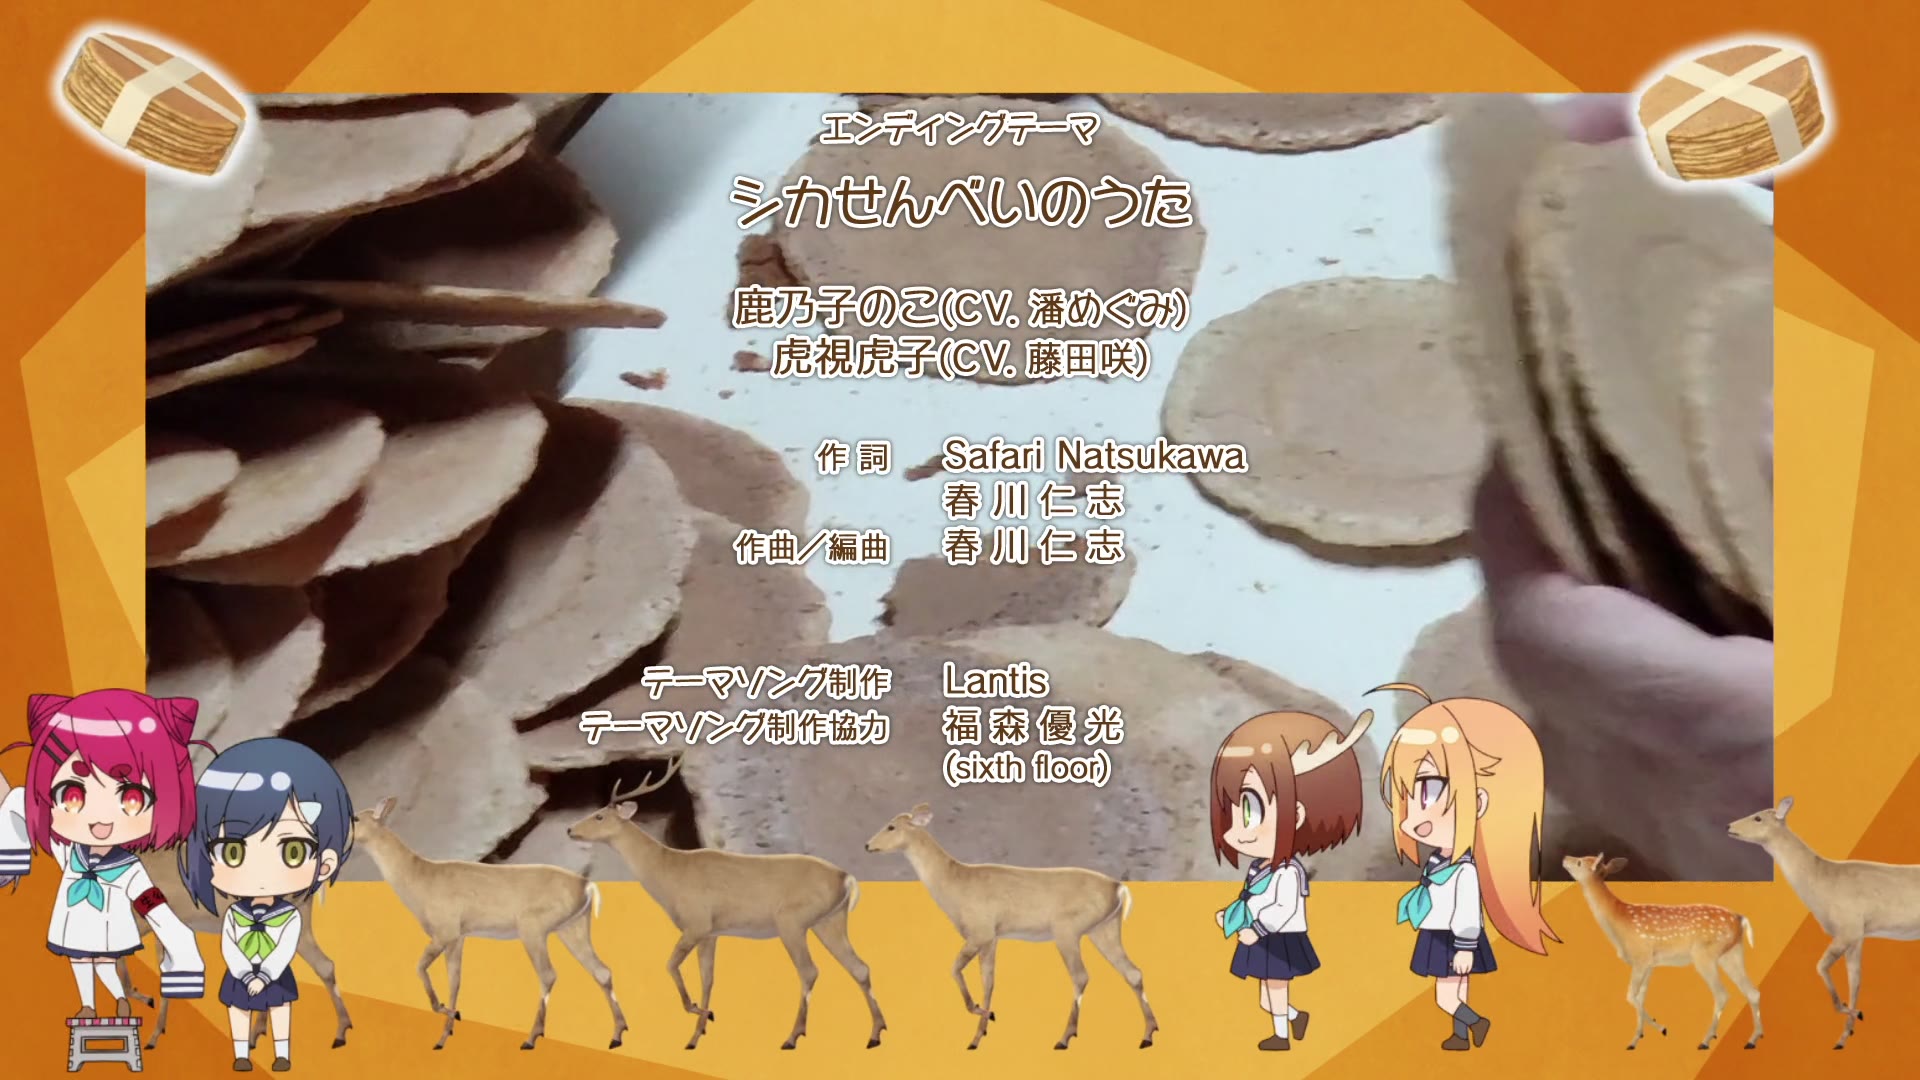 エンディングテーマ
シカせんべいのうた
鹿乃子のこ(CV. 潘めぐみ)
虎視虎子(CV. 藤田咲)
作 詞 Safari Natsukawa
春 川 仁 志
作曲／編曲 春 川 仁 志
テーマソング制作 Lantis
テーマソング制作協力 福 森 優 光
(sixth floor)